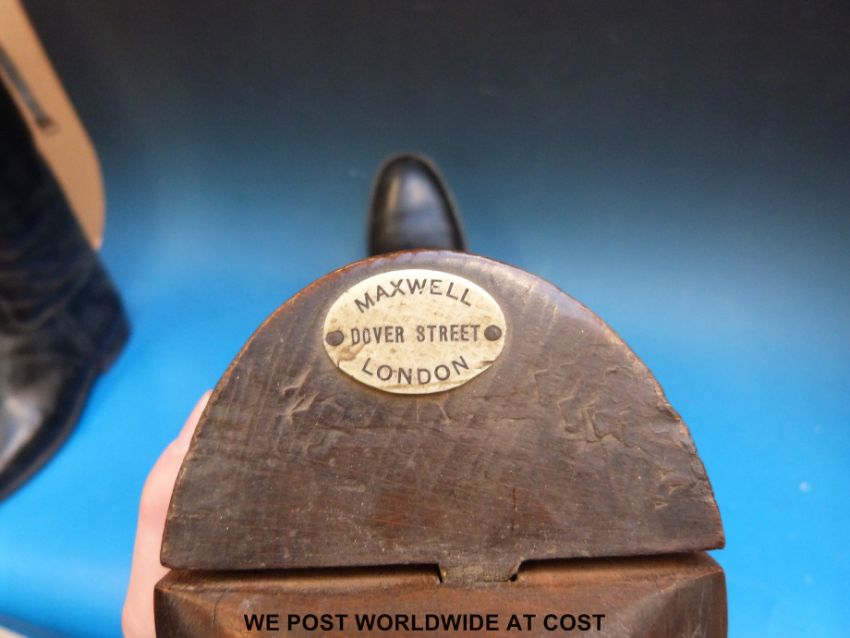 MAXWELL
DOVER STREET
LONDON
WE POST WORLDWIDE AT COST